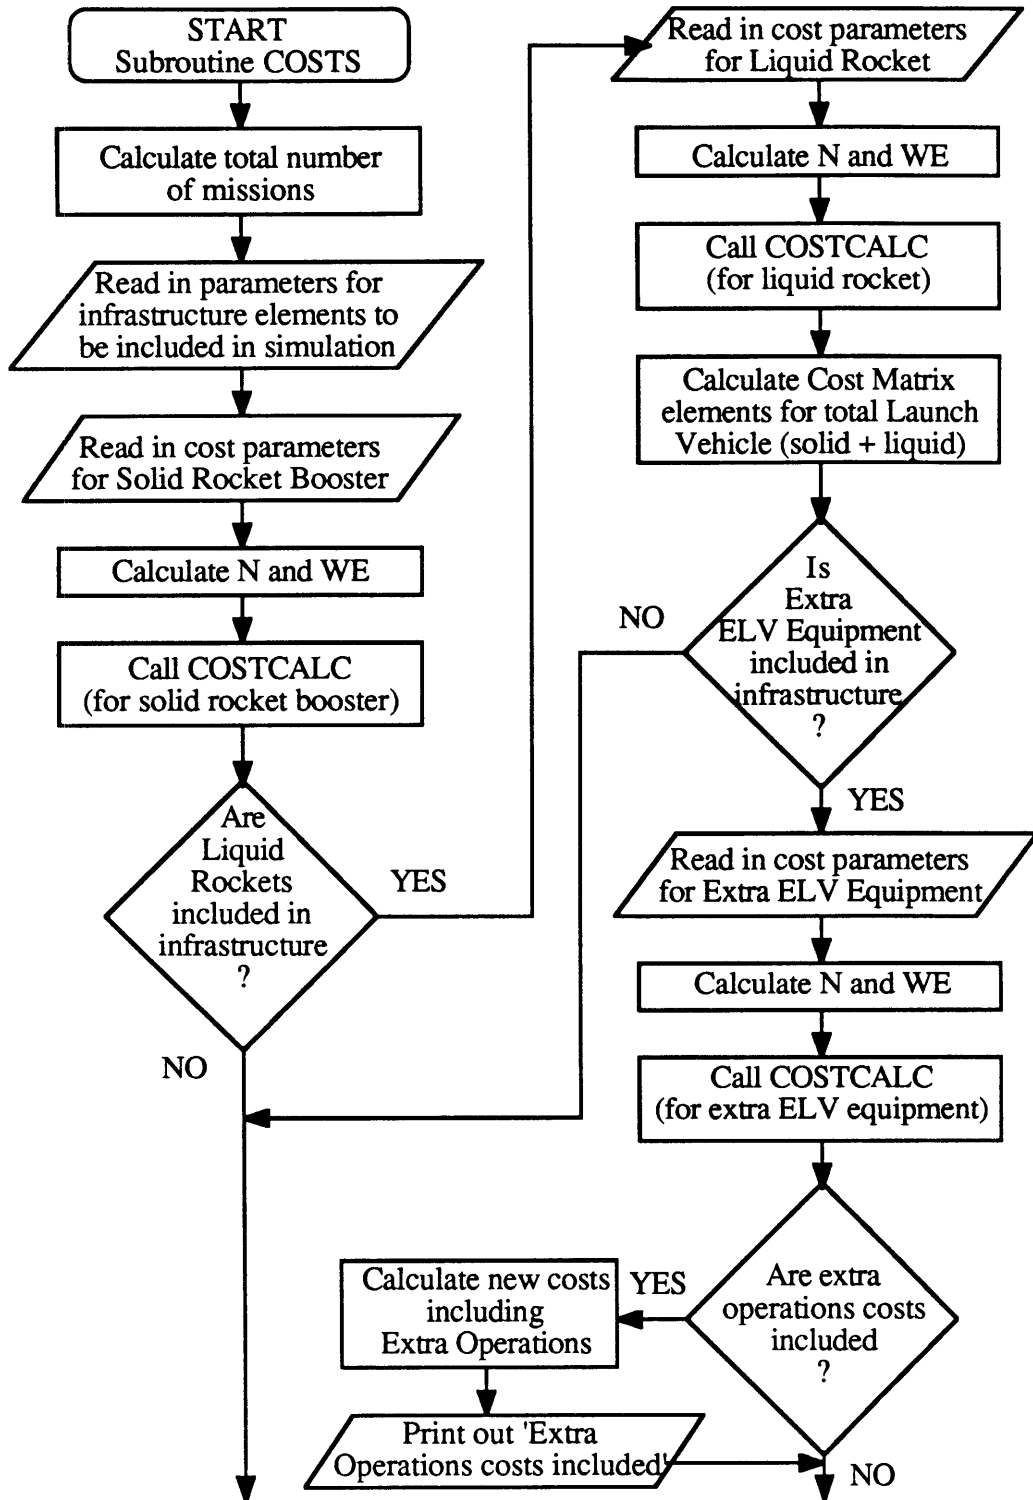 START
Subroutine COSTS
Calculate total number
of missions
Read in parameters for
infrastructure elements to
be included in simulation
Read in cost parameters
for Solid Rocket Booster
Calculate N and WE
Call COSTCALC
(for solid rocket booster)
Are
Liquid
Rockets
included in
infrastructure
?
YES
NO
Read in cost parameters
for Liquid Rocket
Calculate N and WE
Call COSTCALC
(for liquid rocket)
Calculate Cost Matrix
elements for total Launch
Vehicle (solid + liquid)
Is
Extra
ELV Equipment
included in
infrastructure
?
NO
YES
Read in cost parameters
for Extra ELV Equipment
Calculate N and WE
Call COSTCALC
(for extra ELV equipment)
Are extra
operations costs
included
?
YES
NO
Calculate new costs
including
Extra Operations
Print out 'Extra
Operations costs included'